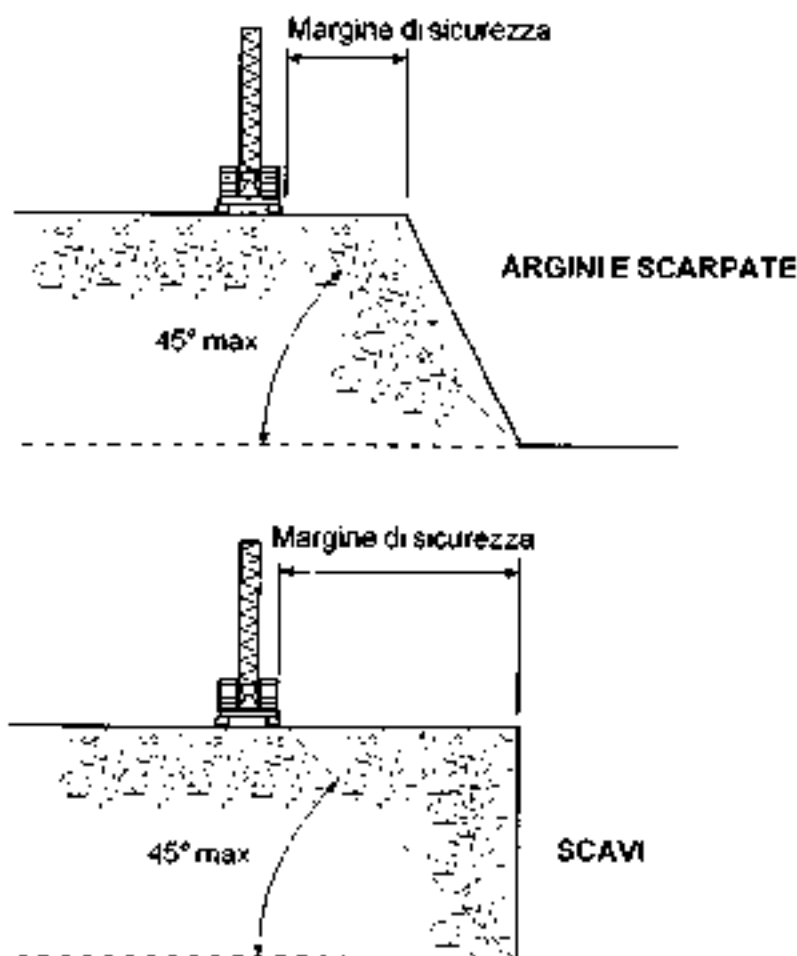 Margine di sicurezza
ARGINI E SCARPATE
45° max
Margine di sicurezza
45° max
SCAVI